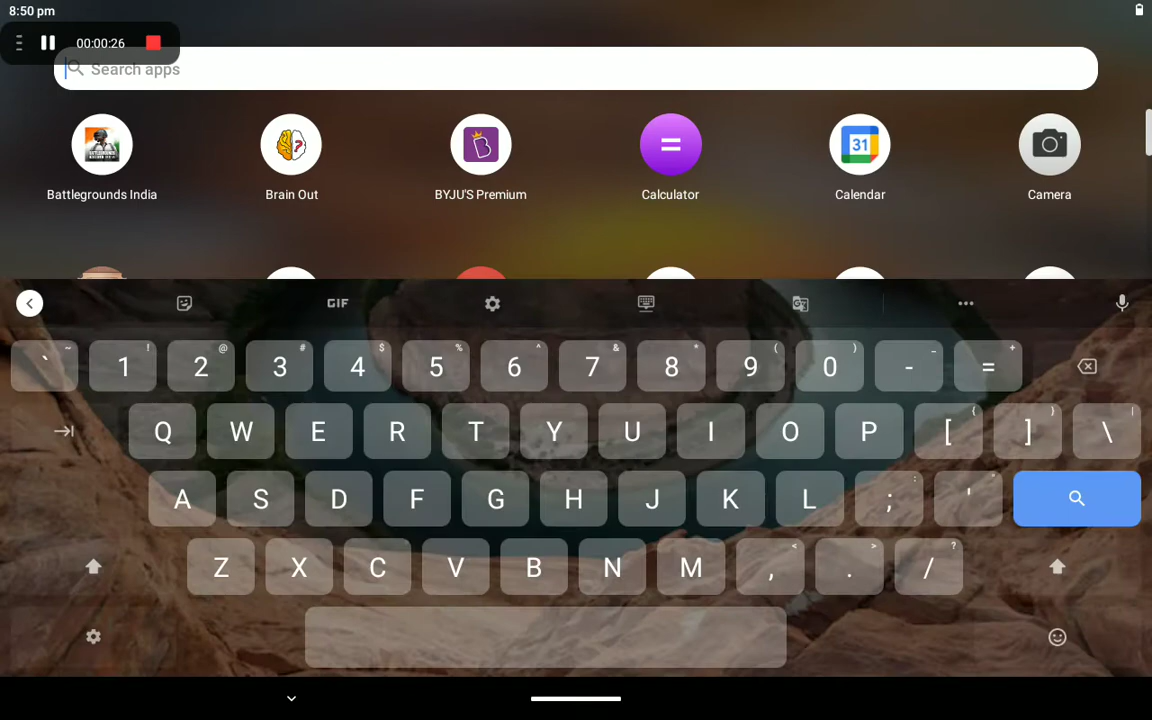 8:50 pm
00:00:26
Search apps
31
Battlegrounds India
Brain Out
BYJU'S Premium
Calculator
Calendar
Camera
GIF
` ~ 1 ! 2 @ 3 # 4 $ 5 % 6 ^ 7 & 8 * 9 ( 0 ) - _ = +
Q W E R T Y U I O P [ { ] } \ |
A S D F G H J K L ; : ' "
Z X C V B N M , < . > / ?